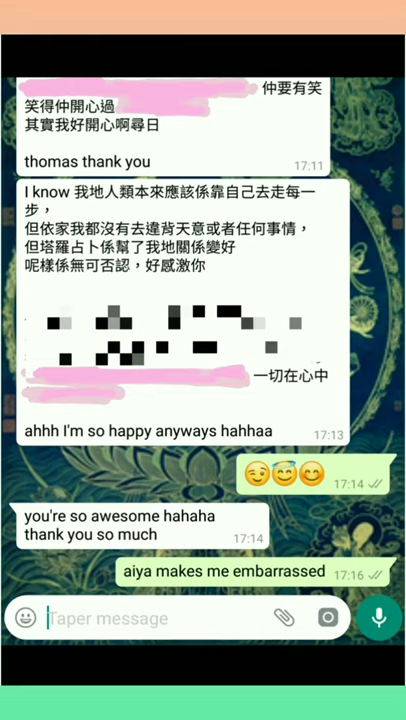 仲要有笑
笑得仲開心過
其實我好開心啊尋日
thomas thank you
17:11
I know 我地人類本來應該係靠自己去走每一
步，
但依家我都沒有去違背天意或者任何事情，
但塔羅占卜係幫了我地關係變好
呢樣係無可否認，好感激你
一切在心中
ahhh I'm so happy anyways hahhaa
17:13
😉😇😊 17:14
you're so awesome hahaha
thank you so much
17:14
aiya makes me embarrassed 17:16
Taper message